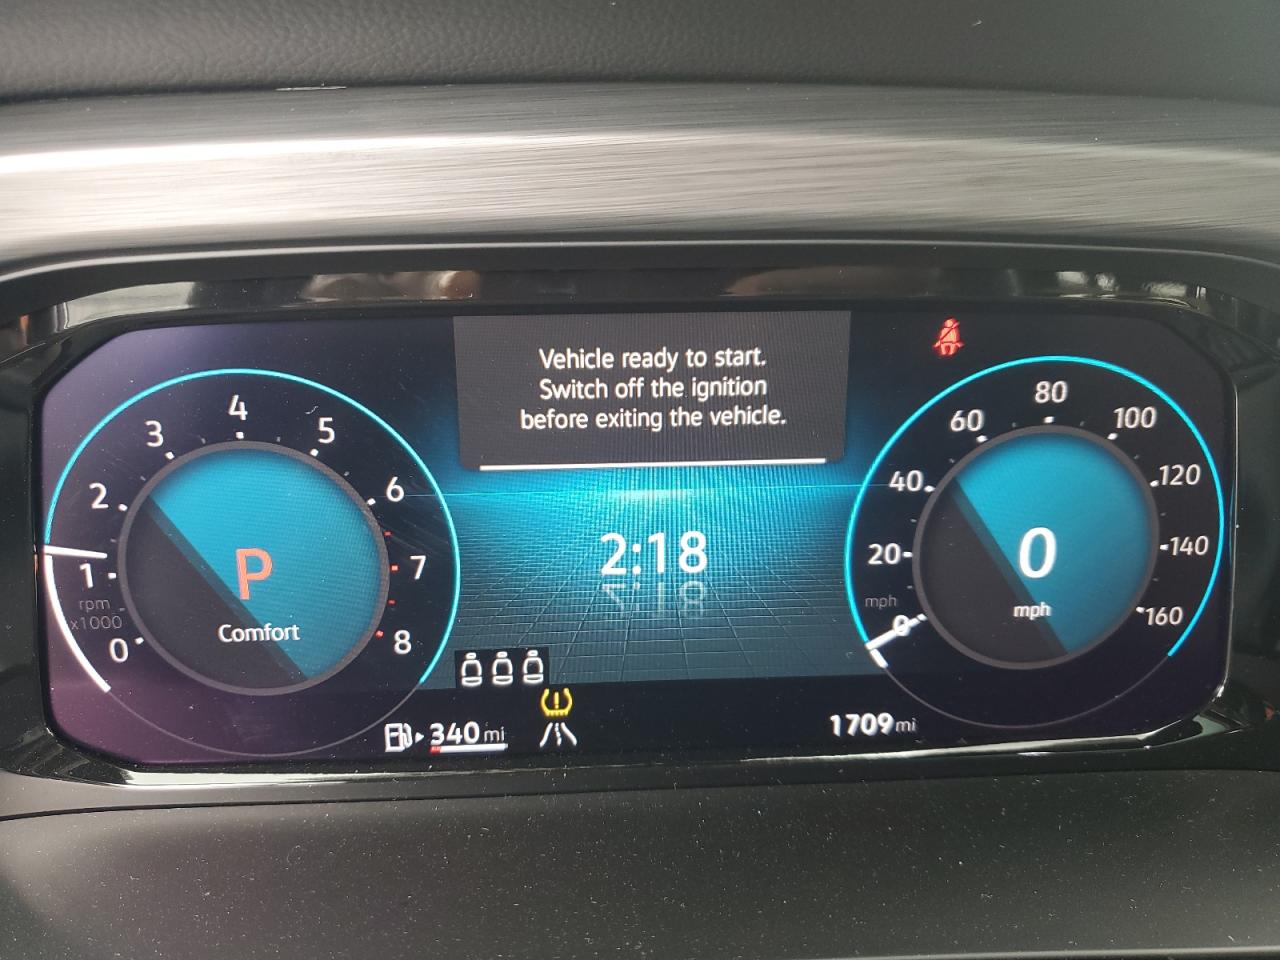 Vehicle ready to start.
Switch off the ignition
before exiting the vehicle.
0
1
2
3
4
5
6
7
8
rpm
x1000
P
Comfort
2:18
0
20
40
60
80
100
120
140
160
mph
0
mph
340 mi
1709 mi